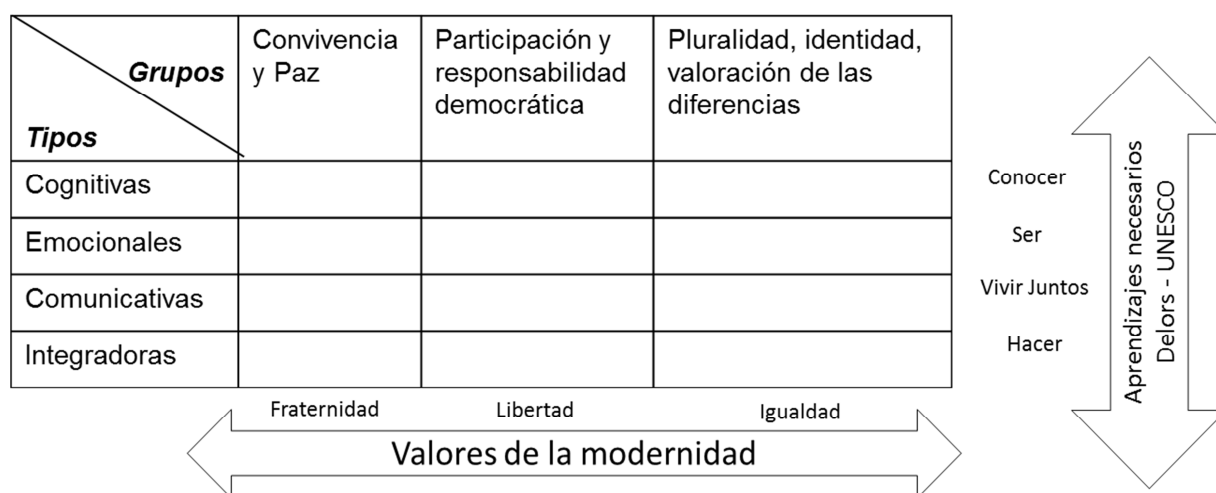 Grupos
Tipos
Convivencia
y Paz
Participación y
responsabilidad
democrática
Pluralidad, identidad,
valoración de las
diferencias
Cognitivas
Emocionales
Comunicativas
Integradoras
Conocer
Ser
Vivir Juntos
Hacer
Aprendizajes necesarios
Delors - UNESCO
Fraternidad
Libertad
Igualdad
Valores de la modernidad